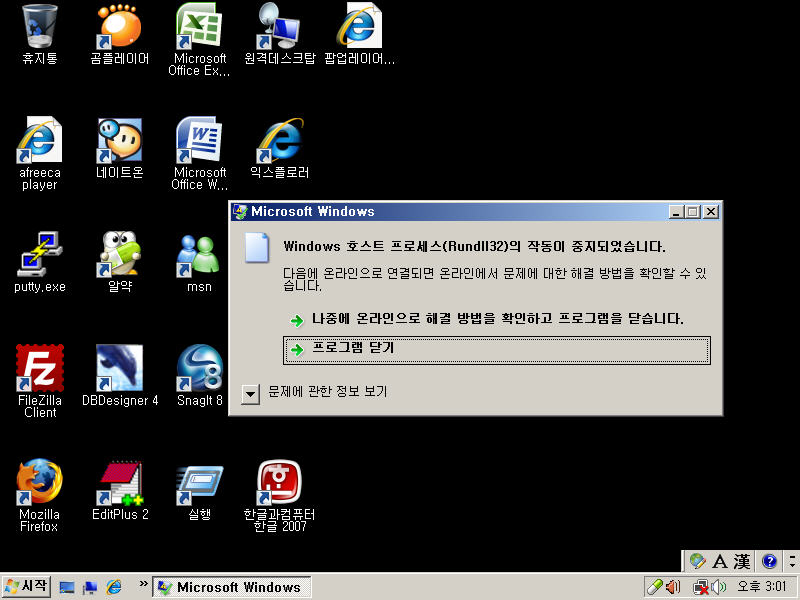 휴지통
곰플레이어
Microsoft
Office Ex...
원격데스크탑
팝업레이어...
afreeca
player
네이트온
Microsoft
Office W...
익스플로러
putty.exe
알약
msn
FileZilla
Client
DBDesigner 4
SnagIt 8
Mozilla
Firefox
EditPlus 2
실행
한글과컴퓨터
한글 2007
Microsoft Windows
Windows 호스트 프로세스(Rundll32)의 작동이 중지되었습니다.
다음에 온라인으로 연결되면 온라인에서 문제에 대한 해결 방법을 확인할 수 있
습니다.
나중에 온라인으로 해결 방법을 확인하고 프로그램을 닫습니다.
프로그램 닫기
문제에 관한 정보 보기
A 漢
시작
Microsoft Windows
오후 3:01